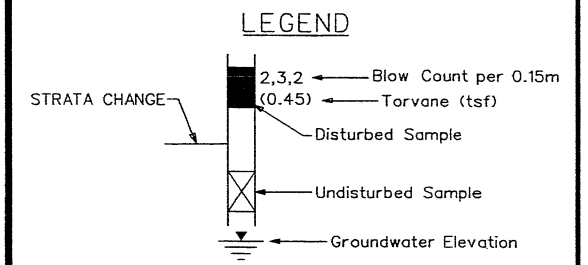 LEGEND
2,3,2 Blow Count per 0.15m
(0.45) Torvane (tsf)
STRATA CHANGE
Disturbed Sample
Undisturbed Sample
Groundwater Elevation